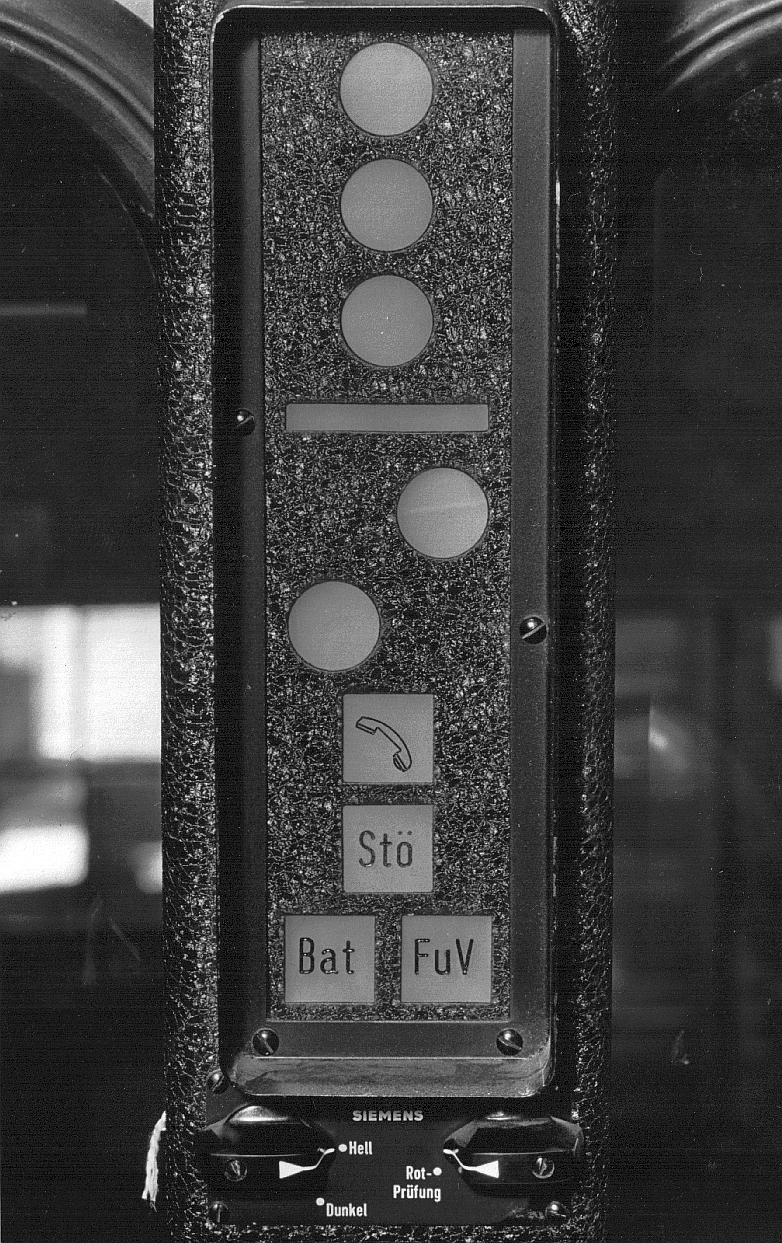 Stö
Bat FuV
SIEMENS
Hell
Rot-
Prüfung
Dunkel